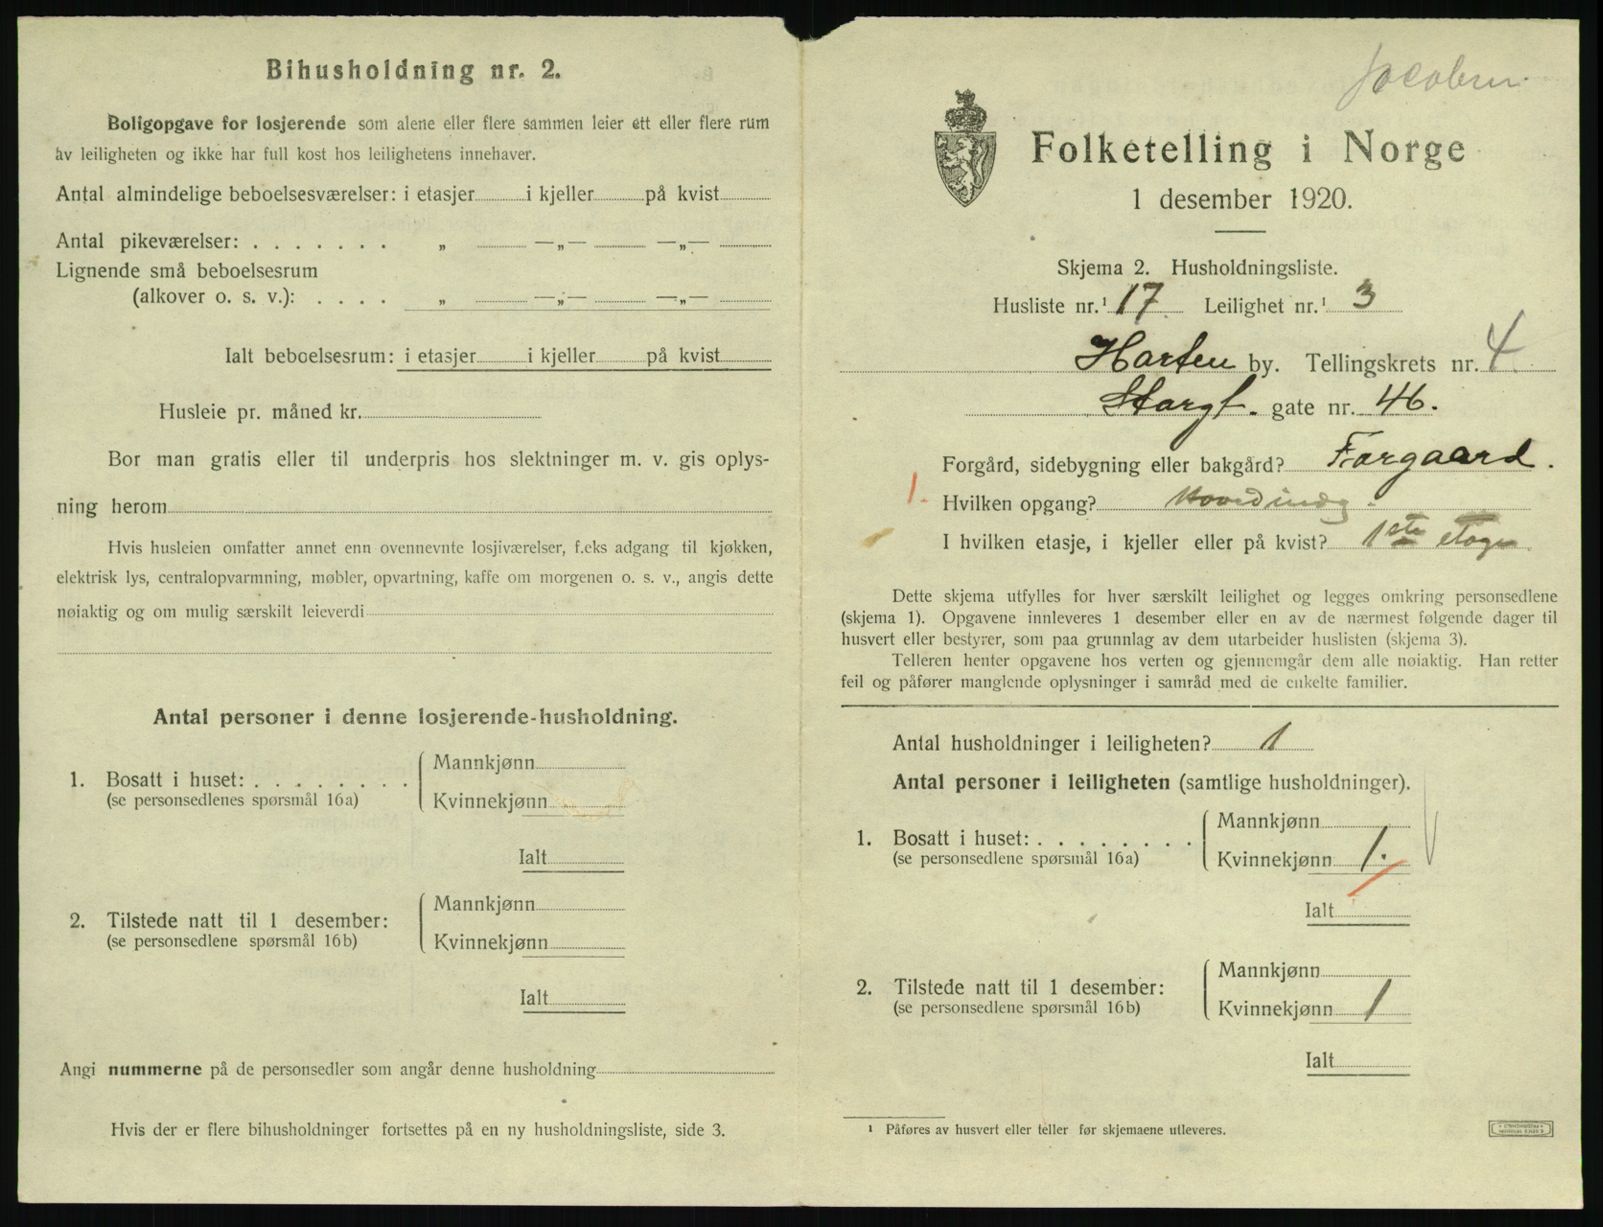 Bihusholdning nr. 2.
Boligopgave for losjerende som alene eller flere sammen leier ett eller flere rum
av leiligheten og ikke har full kost hos leilighetens innehaver.
Antal almindelige beboelsesværelser: i etasjer i kjeller på kvist
Antal pikeværelser: . . . . . . . „ —„— —„—
Lignende små beboelsesrum
(alkover o. s. v.): . . . . „ —„— —„—
Ialt beboelsesrum: i etasjer i kjeller på kvist
Husleie pr. måned kr.
Bor man gratis eller til underpris hos slektninger m. v. gis oplys-
ning herom
Hvis husleien omfatter annet enn ovennevnte losjiværelser, f.eks adgang til kjøkken,
elektrisk lys, centralopvarmning, møbler, opvartning, kaffe om morgenen o. s. v., angis dette
nøiaktig og om mulig særskilt leieverdi
Antal personer i denne losjerende-husholdning.
1. Bosatt i huset: . . . . . . . .
(se personsedlenes spørsmål 16a)
Mannkjønn
Kvinnekjønn
Ialt
2. Tilstede natt til 1 desember:
(se personsedlene spørsmål 16b)
Mannkjønn
Kvinnekjønn
Ialt
Angi nummerne på de personsedler som angår denne husholdning
Hvis der er flere bihusholdninger fortsettes på en ny husholdningsliste, side 3.
Jacobsen
Folketelling i Norge
1 desember 1920.
Skjema 2. Husholdningsliste.
Husliste nr.¹ 17. Leilighet nr.¹ 3
Harsten by. Tellingskrets nr. 4
Storgt. gate nr. 46.
Forgård, sidebygning eller bakgård? Forgaard.
1. Hvilken opgang? Hovedindg.
I hvilken etasje, i kjeller eller på kvist? 1ste etage
Dette skjema utfylles for hver særskilt leilighet og legges omkring personsedlene
(skjema 1). Opgavene innleveres 1 desember eller en av de nærmest følgende dager til
husvert eller bestyrer, som paa grunnlag av dem utarbeider huslisten (skjema 3).
Telleren henter opgavene hos verten og gjennemgår dem alle nøiaktig. Han retter
feil og påfører manglende oplysninger i samråd med de enkelte familier.
Antal husholdninger i leiligheten? 1
Antal personer i leiligheten (samtlige husholdninger).
1. Bosatt i huset: . . . . . . . .
(se personsedlene spørsmål 16a)
Mannkjønn
Kvinnekjønn 1.
Ialt
2. Tilstede natt til 1 desember:
(se personsedlene spørsmål 16b)
Mannkjønn
Kvinnekjønn 1
Ialt
¹ Påføres av husvert eller teller før skjemaene utleveres.